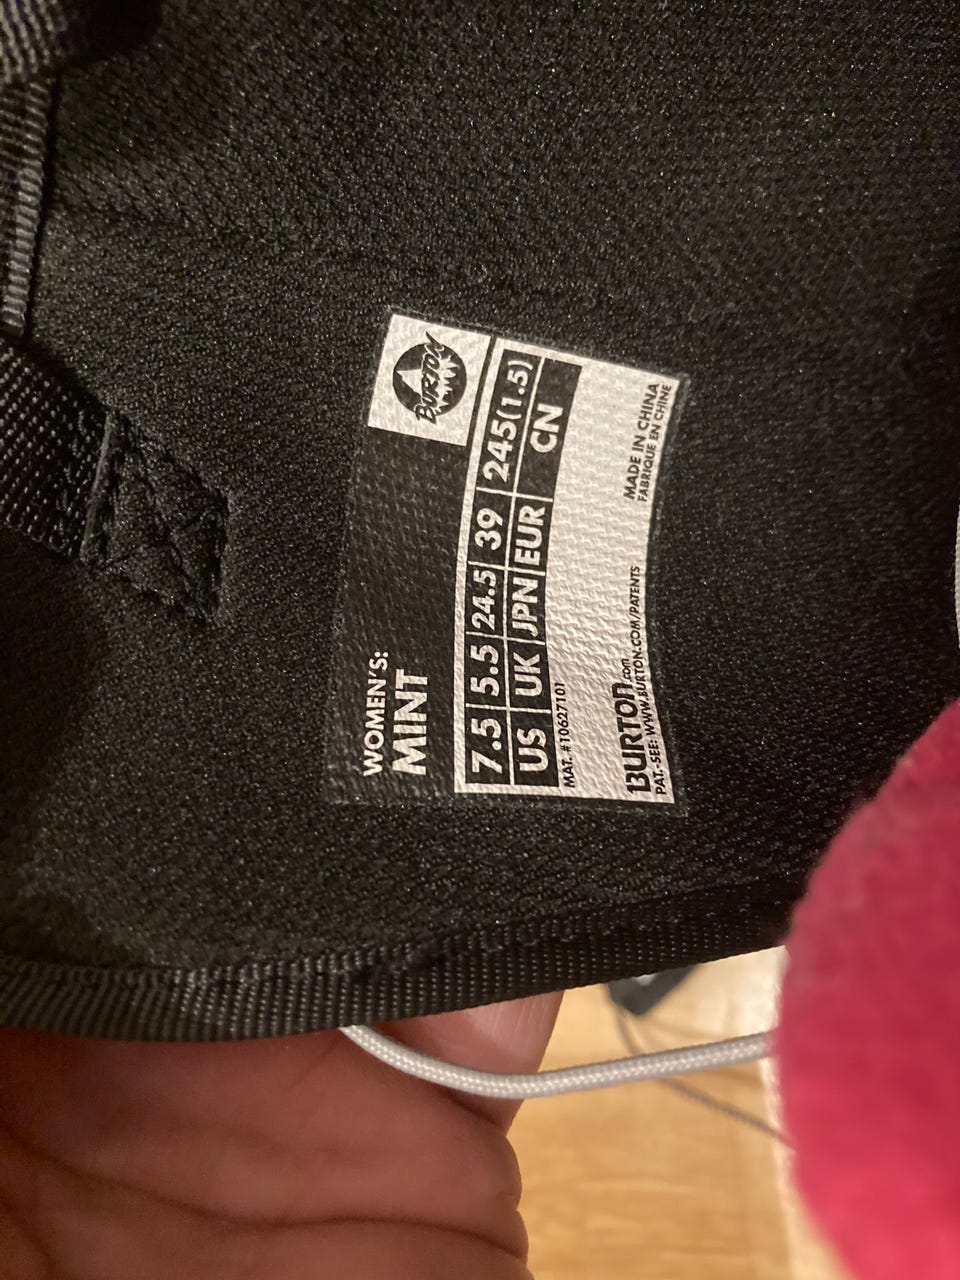 BURTON
WOMEN'S:
MINT
7.5 | 5.5 | 24.5 | 39 | 245(1.5)
US | UK | JPN | EUR | CN
MAT. #10627101
BURTON.com
PAT.-SEE: WWW.BURTON.COM/PATENTS
MADE IN CHINA
FABRIQUE EN CHINE